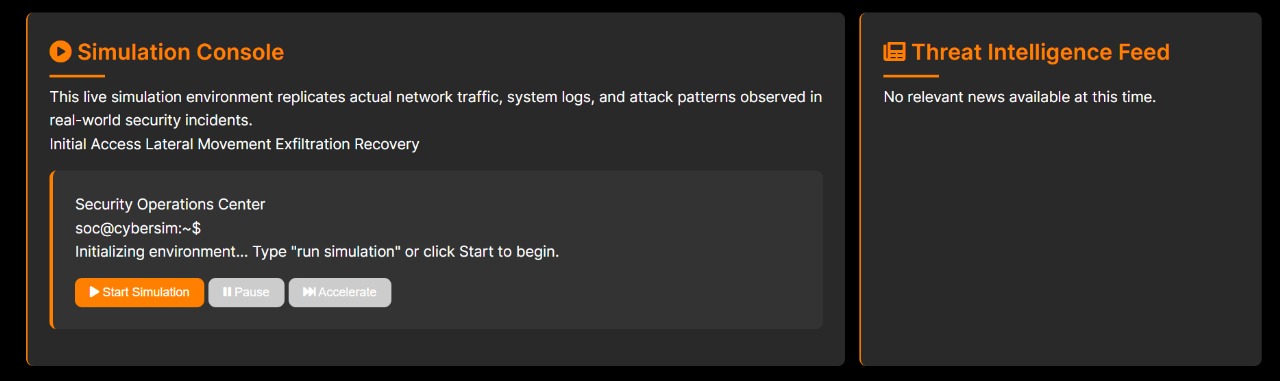 Simulation Console
This live simulation environment replicates actual network traffic, system logs, and attack patterns observed in
real-world security incidents.
Initial Access Lateral Movement Exfiltration Recovery
Security Operations Center
soc@cybersim:~$
Initializing environment... Type "run simulation" or click Start to begin.
Start Simulation Pause Accelerate
Threat Intelligence Feed
No relevant news available at this time.